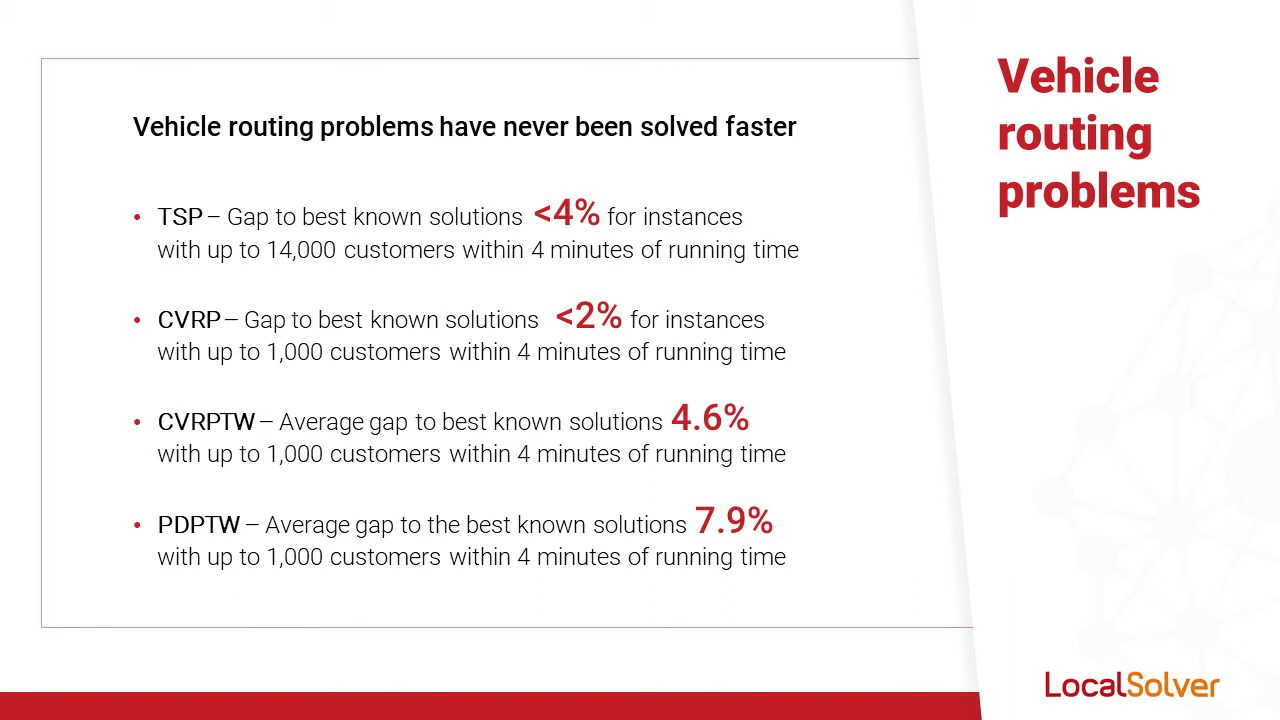 Vehicle routing problems have never been solved faster
• TSP – Gap to best known solutions <4% for instances
with up to 14,000 customers within 4 minutes of running time
• CVRP – Gap to best known solutions <2% for instances
with up to 1,000 customers within 4 minutes of running time
• CVRPTW – Average gap to best known solutions 4.6%
with up to 1,000 customers within 4 minutes of running time
• PDPTW – Average gap to the best known solutions 7.9%
with up to 1,000 customers within 4 minutes of running time
Vehicle
routing
problems
LocalSolver